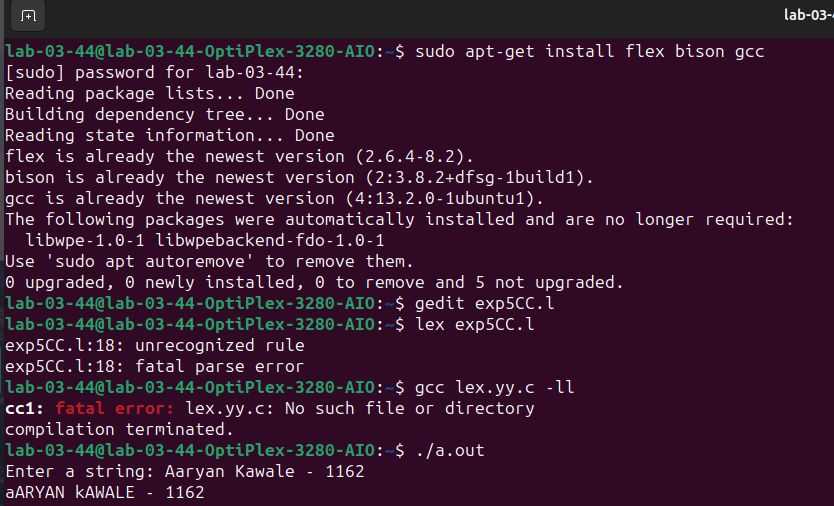 lab-03-
lab-03-44@lab-03-44-OptiPlex-3280-AIO:~$ sudo apt-get install flex bison gcc
[sudo] password for lab-03-44:
Reading package lists... Done
Building dependency tree... Done
Reading state information... Done
flex is already the newest version (2.6.4-8.2).
bison is already the newest version (2:3.8.2+dfsg-1build1).
gcc is already the newest version (4:13.2.0-1ubuntu1).
The following packages were automatically installed and are no longer required:
  libwpe-1.0-1 libwpebackend-fdo-1.0-1
Use 'sudo apt autoremove' to remove them.
0 upgraded, 0 newly installed, 0 to remove and 5 not upgraded.
lab-03-44@lab-03-44-OptiPlex-3280-AIO:~$ gedit exp5CC.l
lab-03-44@lab-03-44-OptiPlex-3280-AIO:~$ lex exp5CC.l
exp5CC.l:18: unrecognized rule
exp5CC.l:18: fatal parse error
lab-03-44@lab-03-44-OptiPlex-3280-AIO:~$ gcc lex.yy.c -ll
cc1: fatal error: lex.yy.c: No such file or directory
compilation terminated.
lab-03-44@lab-03-44-OptiPlex-3280-AIO:~$ ./a.out
Enter a string: Aaryan Kawale - 1162
aARYAN kAWALE - 1162